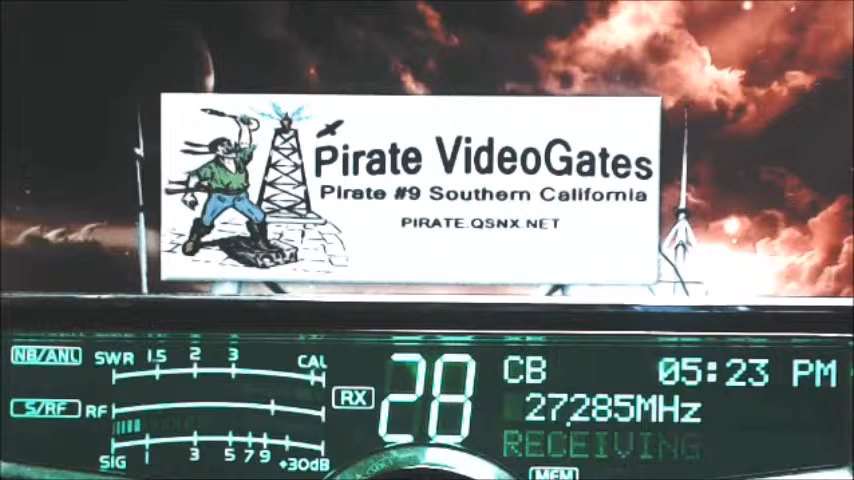 Pirate VideoGates
Pirate #9 Southern California
PIRATE.QSNX.NET
NB/ANL SWR 1.5 2 3 CAL
S/RF RF
SIG 1 3 5 7 9 +30dB
RX 28 CB 05:23 PM
27.285MHz
RECEIVING
MEM